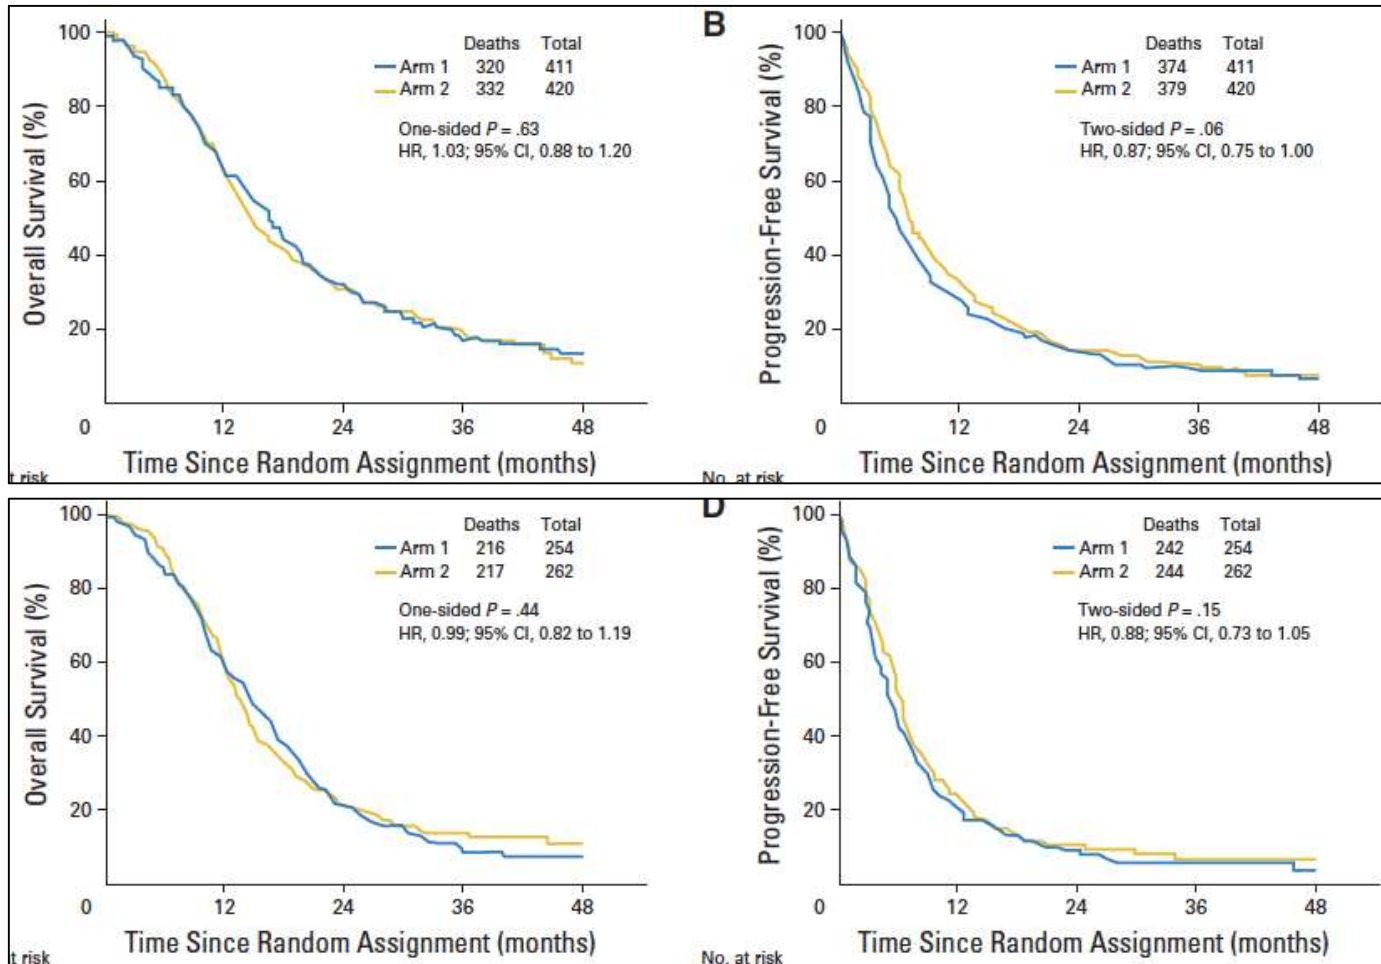 Overall Survival (%)
100
80
60
40
20
0
12
24
36
48
Deaths Total
Arm 1 320 411
Arm 2 332 420
One-sided P = .63
HR, 1.03; 95% CI, 0.88 to 1.20
Time Since Random Assignment (months)
t risk
B
Progression-Free Survival (%)
100
80
60
40
20
0
12
24
36
48
Deaths Total
Arm 1 374 411
Arm 2 379 420
Two-sided P = .06
HR, 0.87; 95% CI, 0.75 to 1.00
Time Since Random Assignment (months)
No. at risk
Overall Survival (%)
100
80
60
40
20
0
12
24
36
48
Deaths Total
Arm 1 216 254
Arm 2 217 262
One-sided P = .44
HR, 0.99; 95% CI, 0.82 to 1.19
Time Since Random Assignment (months)
t risk
D
Progression-Free Survival (%)
100
80
60
40
20
0
12
24
36
48
Deaths Total
Arm 1 242 254
Arm 2 244 262
Two-sided P = .15
HR, 0.88; 95% CI, 0.73 to 1.05
Time Since Random Assignment (months)
No. at risk